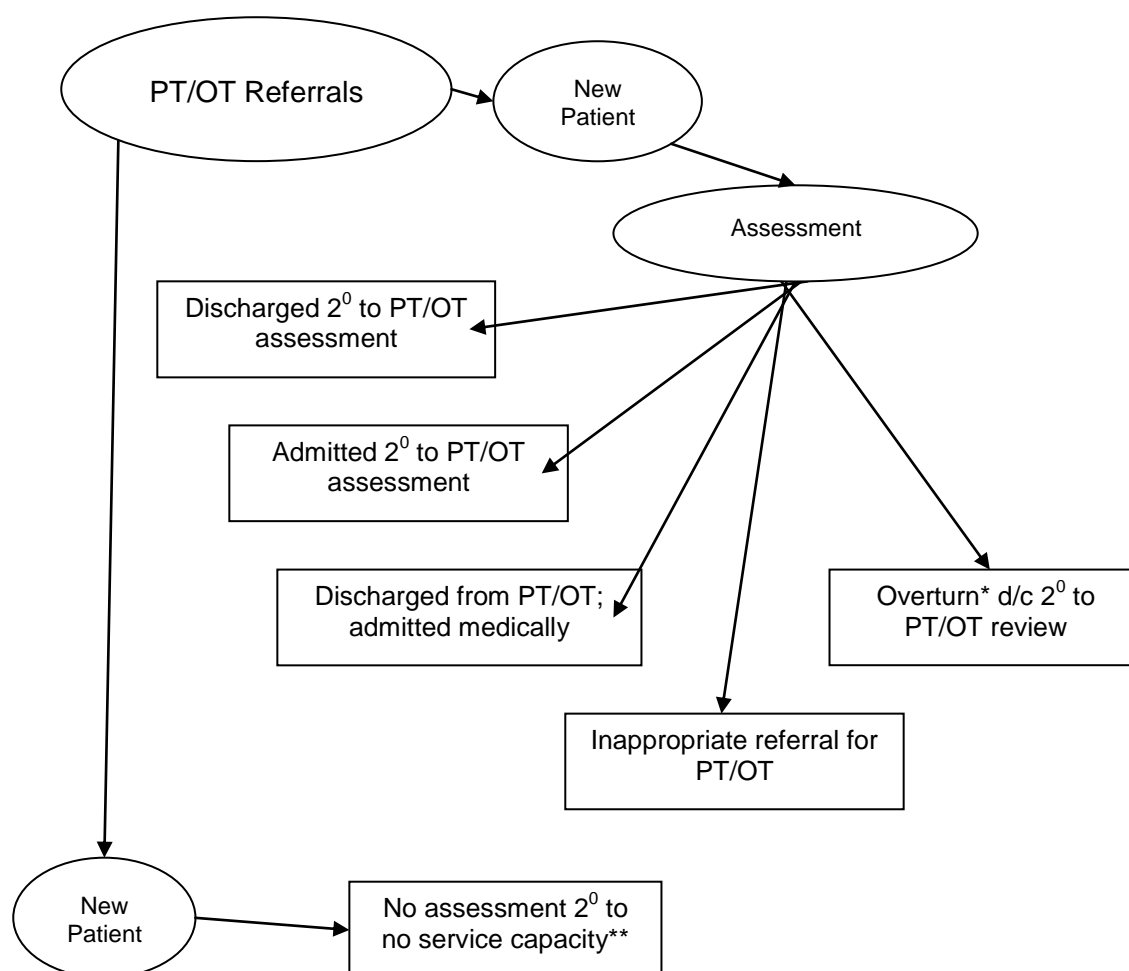 PT/OT Referrals
New
Patient
Assessment
Discharged 2⁰ to PT/OT
assessment
Admitted 2⁰ to PT/OT
assessment
Discharged from PT/OT;
admitted medically
Overturn* d/c 2⁰ to
PT/OT review
Inappropriate referral for
PT/OT
New
Patient
No assessment 2⁰ to
no service capacity**